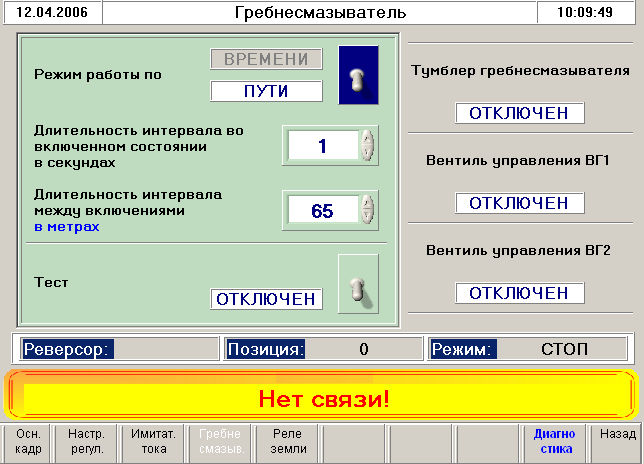 12.04.2006
Гребнесмазыватель
10:09:49
Режим работы по
ВРЕМЕНИ
ПУТИ
Длительность интервала во
включенном состоянии
в секундах
1
Длительность интервала
между включениями
в метрах
65
Тест
ОТКЛЮЧЕН
Тумблер гребнесмазывателя
ОТКЛЮЧЕН
Вентиль управления ВГ1
ОТКЛЮЧЕН
Вентиль управления ВГ2
ОТКЛЮЧЕН
Реверсор:
Позиция: 0
Режим: СТОП
Нет связи!
Осн.
кадр
Настр.
регул.
Имитат.
тока
Гребне
смазыв.
Реле
земли
Диагно
стика
Назад